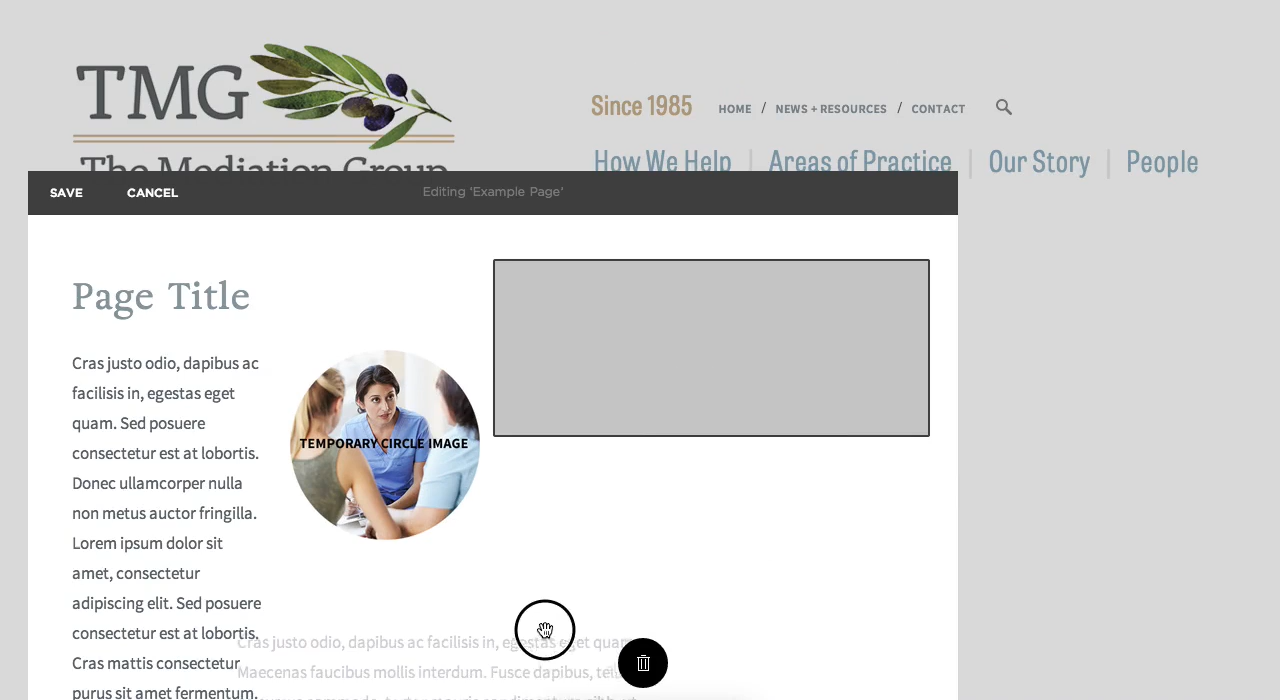 TMG
The Mediation Group
Since 1985
HOME / NEWS + RESOURCES / CONTACT
How We Help | Areas of Practice | Our Story | People
SAVE CANCEL Editing 'Example Page'
Page Title
Cras justo odio, dapibus ac
facilisis in, egestas eget
quam. Sed posuere
consectetur est at lobortis.
Donec ullamcorper nulla
non metus auctor fringilla.
Lorem ipsum dolor sit
amet, consectetur
adipiscing elit. Sed posuere
consectetur est at lobortis.
Cras mattis consectetur
purus sit amet fermentum.
TEMPORARY CIRCLE IMAGE
Cras justo odio, dapibus ac facilisis in, egestas eget quam
Maecenas faucibus mollis interdum. Fusce dapibus,